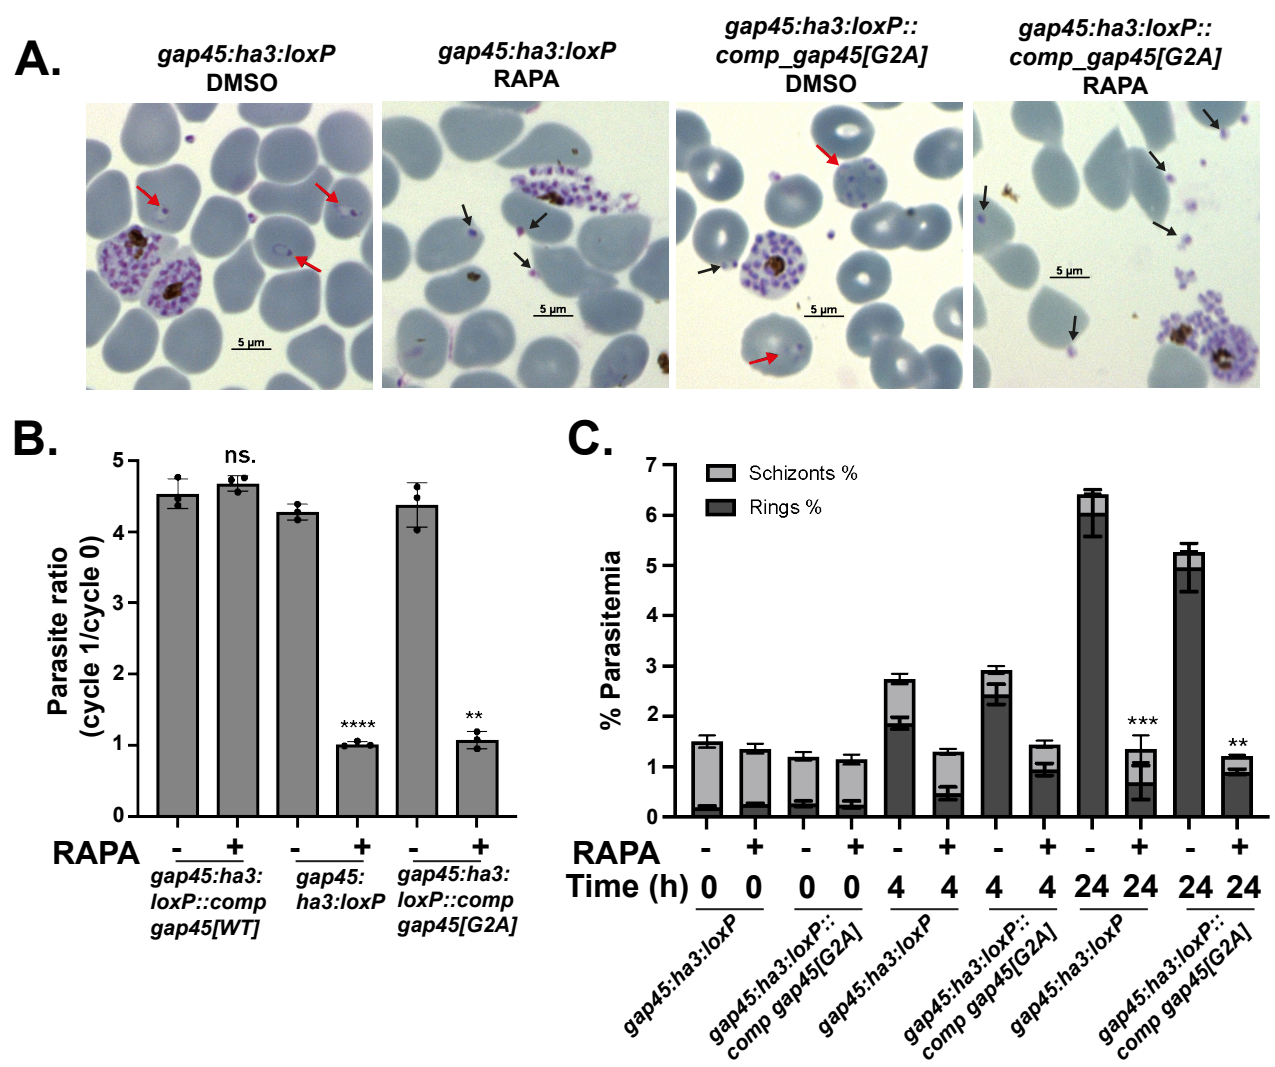 A.
gap45:ha3:loxP
DMSO
gap45:ha3:loxP
RAPA
gap45:ha3:loxP::
comp_gap45[G2A]
DMSO
gap45:ha3:loxP::
comp_gap45[G2A]
RAPA
5 µm
5 µm
5 µm
5 µm
B.
Parasite ratio
(cycle 1/cycle 0)
5
4
3
2
1
0
ns.
****
**
RAPA - + - + - +
gap45:ha3:
loxP::comp
gap45[WT]
gap45:
ha3:loxP
gap45:ha3:
loxP::comp
gap45[G2A]
C.
% Parasitemia
7
6
5
4
3
2
1
0
Schizonts %
Rings %
***
**
RAPA - + - + - + - + - + - +
Time (h) 0 0 0 0 4 4 4 4 24 24 24 24
gap45:ha3:loxP
gap45:ha3:loxP::
comp gap45[G2A]
gap45:ha3:loxP
gap45:ha3:loxP::
comp gap45[G2A]
gap45:ha3:loxP
gap45:ha3:loxP::
comp gap45[G2A]